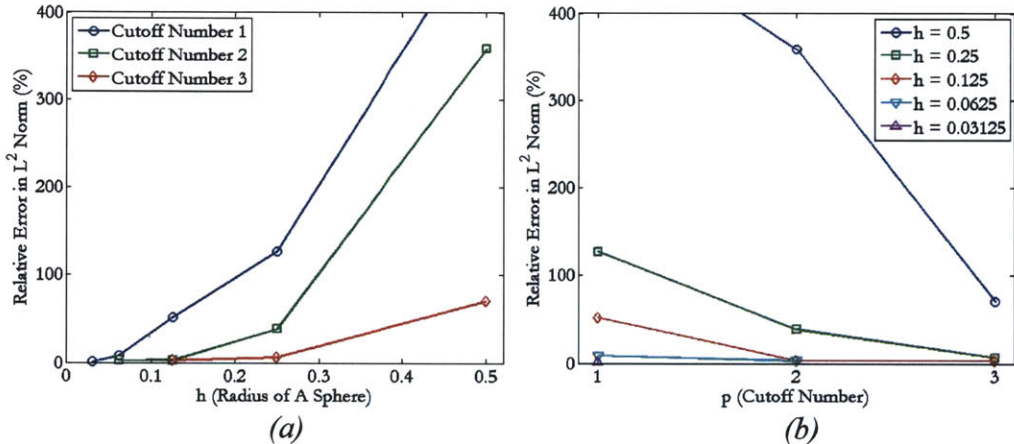 400
300
200
100
0
Relative Error in L² Norm (%)
Cutoff Number 1
Cutoff Number 2
Cutoff Number 3
0
0.1
0.2
0.3
0.4
0.5
h (Radius of A Sphere)
(a)
400
300
200
100
0
Relative Error in L² Norm (%)
h = 0.5
h = 0.25
h = 0.125
h = 0.0625
h = 0.03125
1
2
3
p (Cutoff Number)
(b)